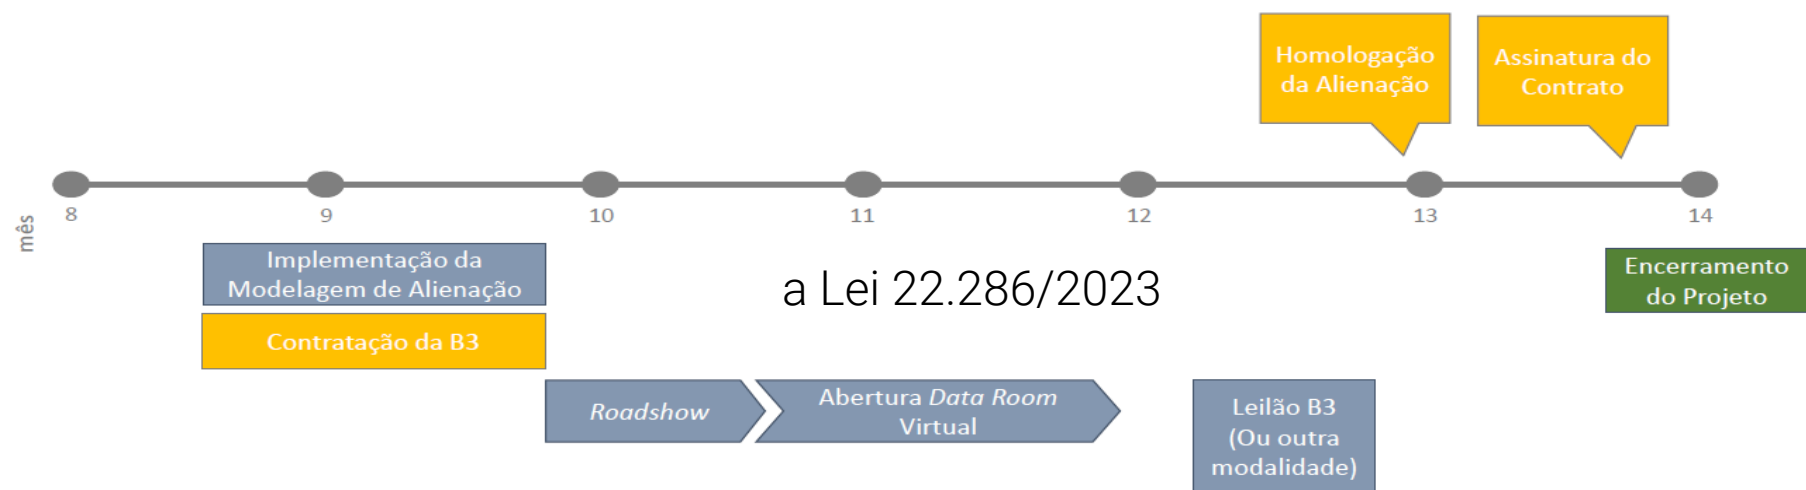 Homologação
da Alienação
Assinatura do
Contrato
mês
8
9
10
11
12
13
14
Implementação da
Modelagem de Alienação
Contratação da B3
a Lei 22.286/2023
Encerramento
do Projeto
Roadshow
Abertura Data Room
Virtual
Leilão B3
(Ou outra
modalidade)